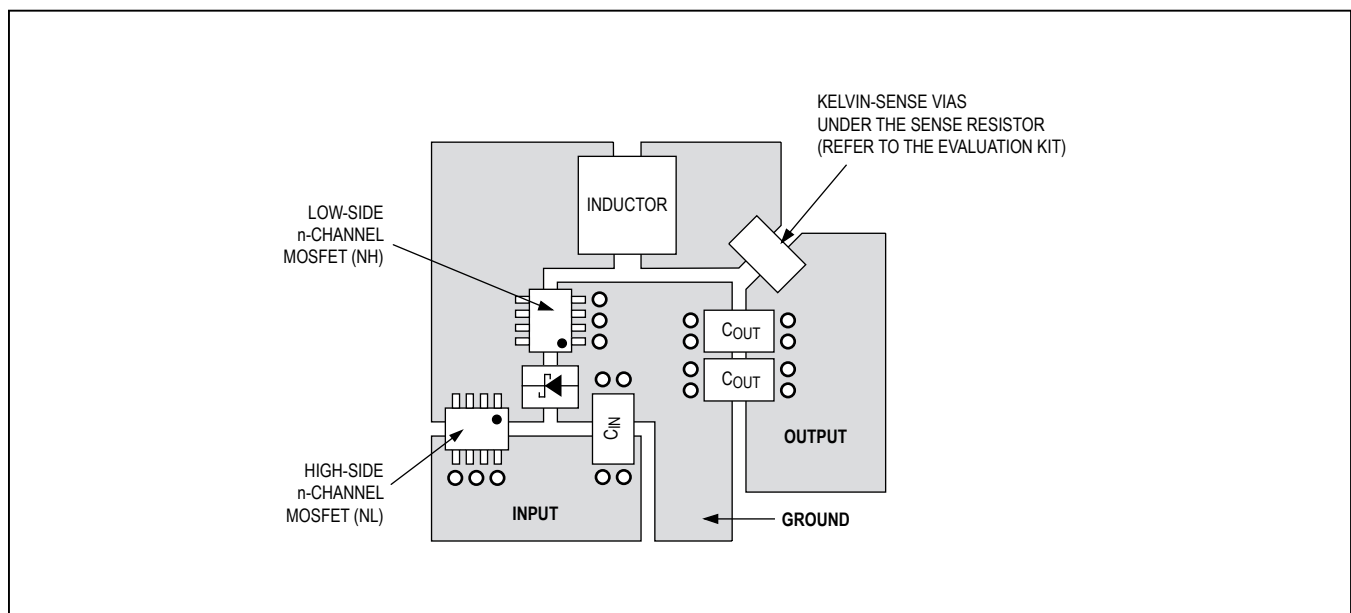 KELVIN-SENSE VIAS
UNDER THE SENSE RESISTOR
(REFER TO THE EVALUATION KIT)
INDUCTOR
LOW-SIDE
n-CHANNEL
MOSFET (NH)
COUT
COUT
CIN
OUTPUT
HIGH-SIDE
n-CHANNEL
MOSFET (NL)
INPUT
GROUND